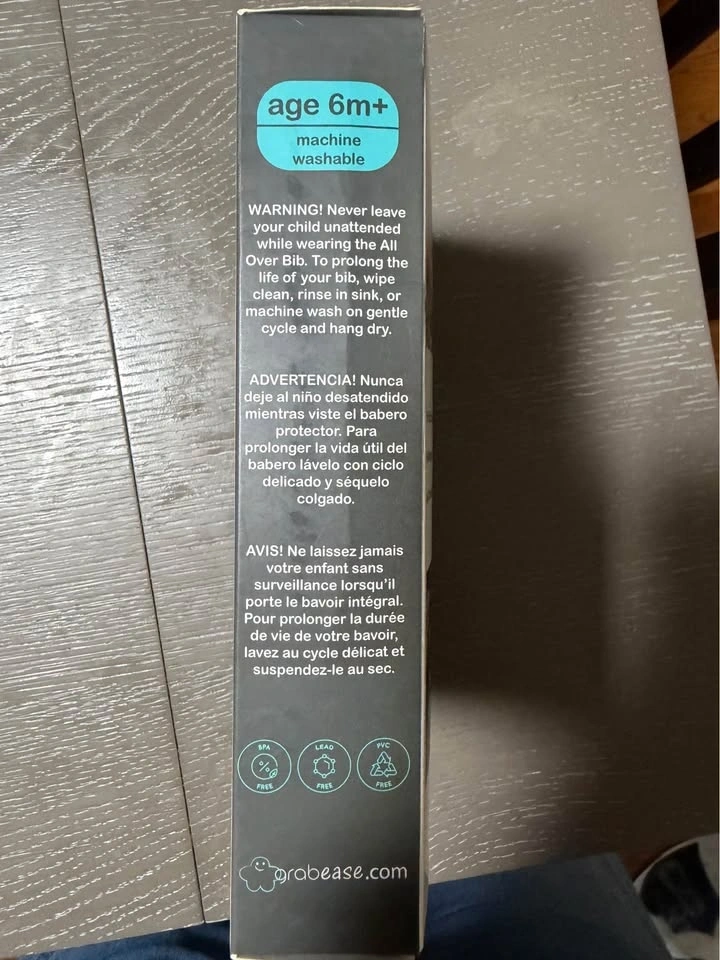 age 6m+
machine
washable
WARNING! Never leave
your child unattended
while wearing the All
Over Bib. To prolong the
life of your bib, wipe
clean, rinse in sink, or
machine wash on gentle
cycle and hang dry.
ADVERTENCIA! Nunca
deje al niño desatendido
mientras viste el babero
protector. Para
prolonger la vida útil del
babero lávelo con ciclo
delicado y séquelo
colgado.
AVIS! Ne laissez jamais
votre enfant sans
surveillance lorsqu'il
porte le bavoir intégral.
Pour prolonger la durée
de vie de votre bavoir,
lavez au cycle délicat et
suspendez-le au sec.
BPA
FREE
LEAD
FREE
PVC
FREE
grabease.com